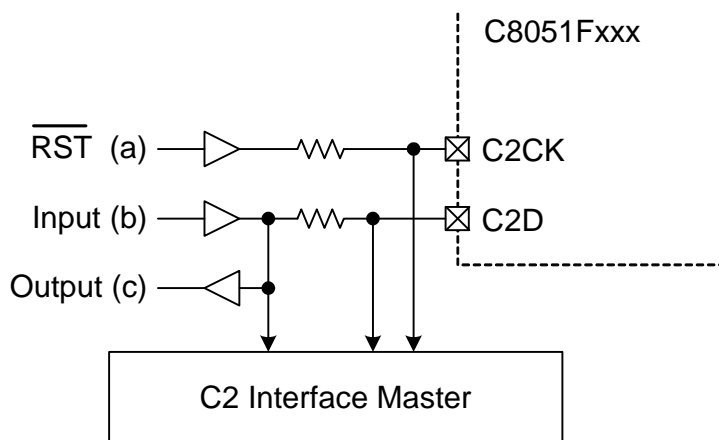 C8051Fxxx
RST (a)
C2CK
Input (b)
C2D
Output (c)
C2 Interface Master